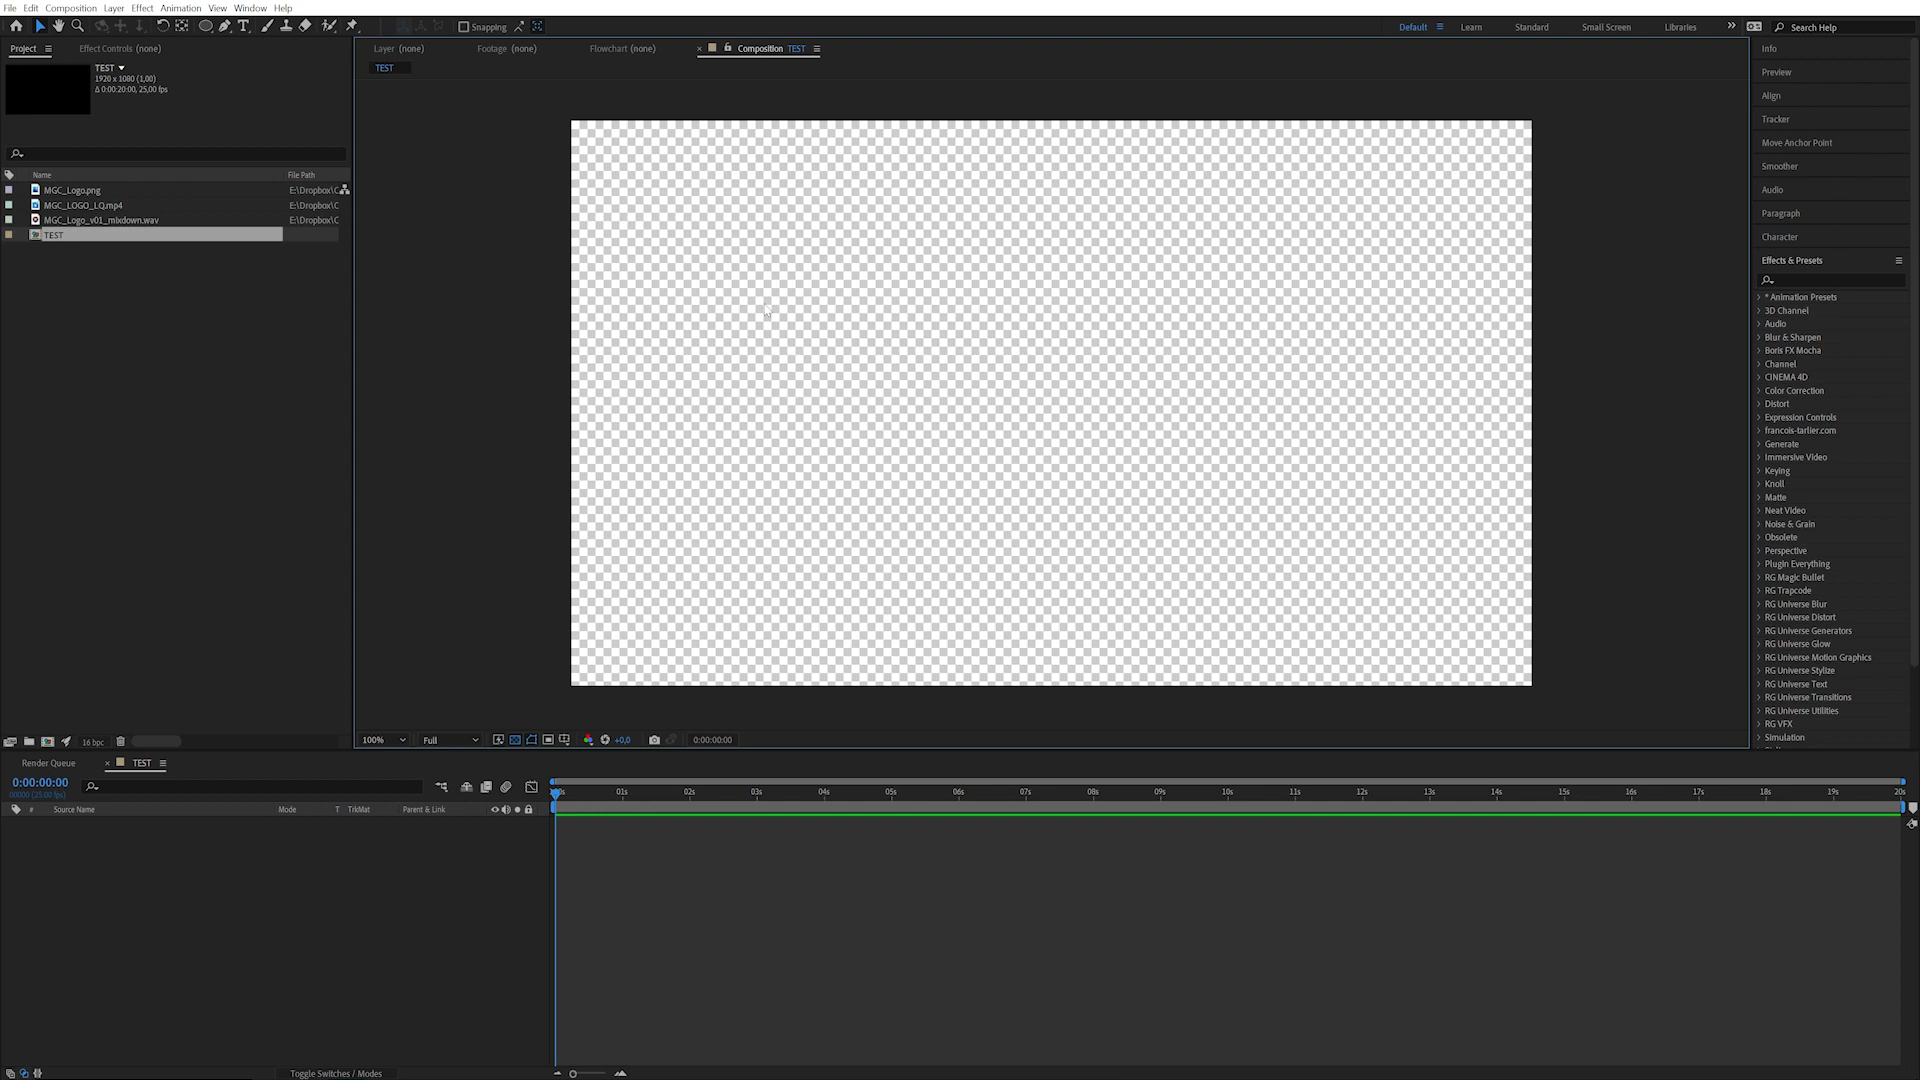 File Edit Composition Layer Effect Animation View Window Help
Snapping
Default Learn Standard Small Screen Libraries Search Help
Project Effect Controls (none)
Layer (none) Footage (none) Flowchart (none) Composition TEST
TEST
TEST
1920 x 1080 (1,00)
Δ 0:00:20:00, 25,00 fps
Name File Path
MGC_Logo.png E:\Dropbox\C
MGC_LOGO_LQ.mp4 E:\Dropbox\C
MGC_Logo_v01_mixdown.wav E:\Dropbox\C
TEST
16 bpc
100% Full +0,0 0:00:00:00
Info
Preview
Align
Tracker
Move Anchor Point
Smoother
Audio
Paragraph
Character
Effects & Presets
* Animation Presets
3D Channel
Audio
Blur & Sharpen
Boris FX Mocha
Channel
CINEMA 4D
Color Correction
Distort
Expression Controls
francois-tarlier.com
Generate
Immersive Video
Keying
Knoll
Matte
Neat Video
Noise & Grain
Obsolete
Perspective
Plugin Everything
RG Magic Bullet
RG Trapcode
RG Universe Blur
RG Universe Distort
RG Universe Generators
RG Universe Glow
RG Universe Motion Graphics
RG Universe Stylize
RG Universe Text
RG Universe Transitions
RG Universe Utilities
RG VFX
Simulation
Render Queue TEST
0:00:00:00
00000 (25.00 fps)
01s 02s 03s 04s 05s 06s 07s 08s 09s 10s 11s 12s 13s 14s 15s 16s 17s 18s 19s 20s
# Source Name Mode T TrkMat Parent & Link
Toggle Switches / Modes